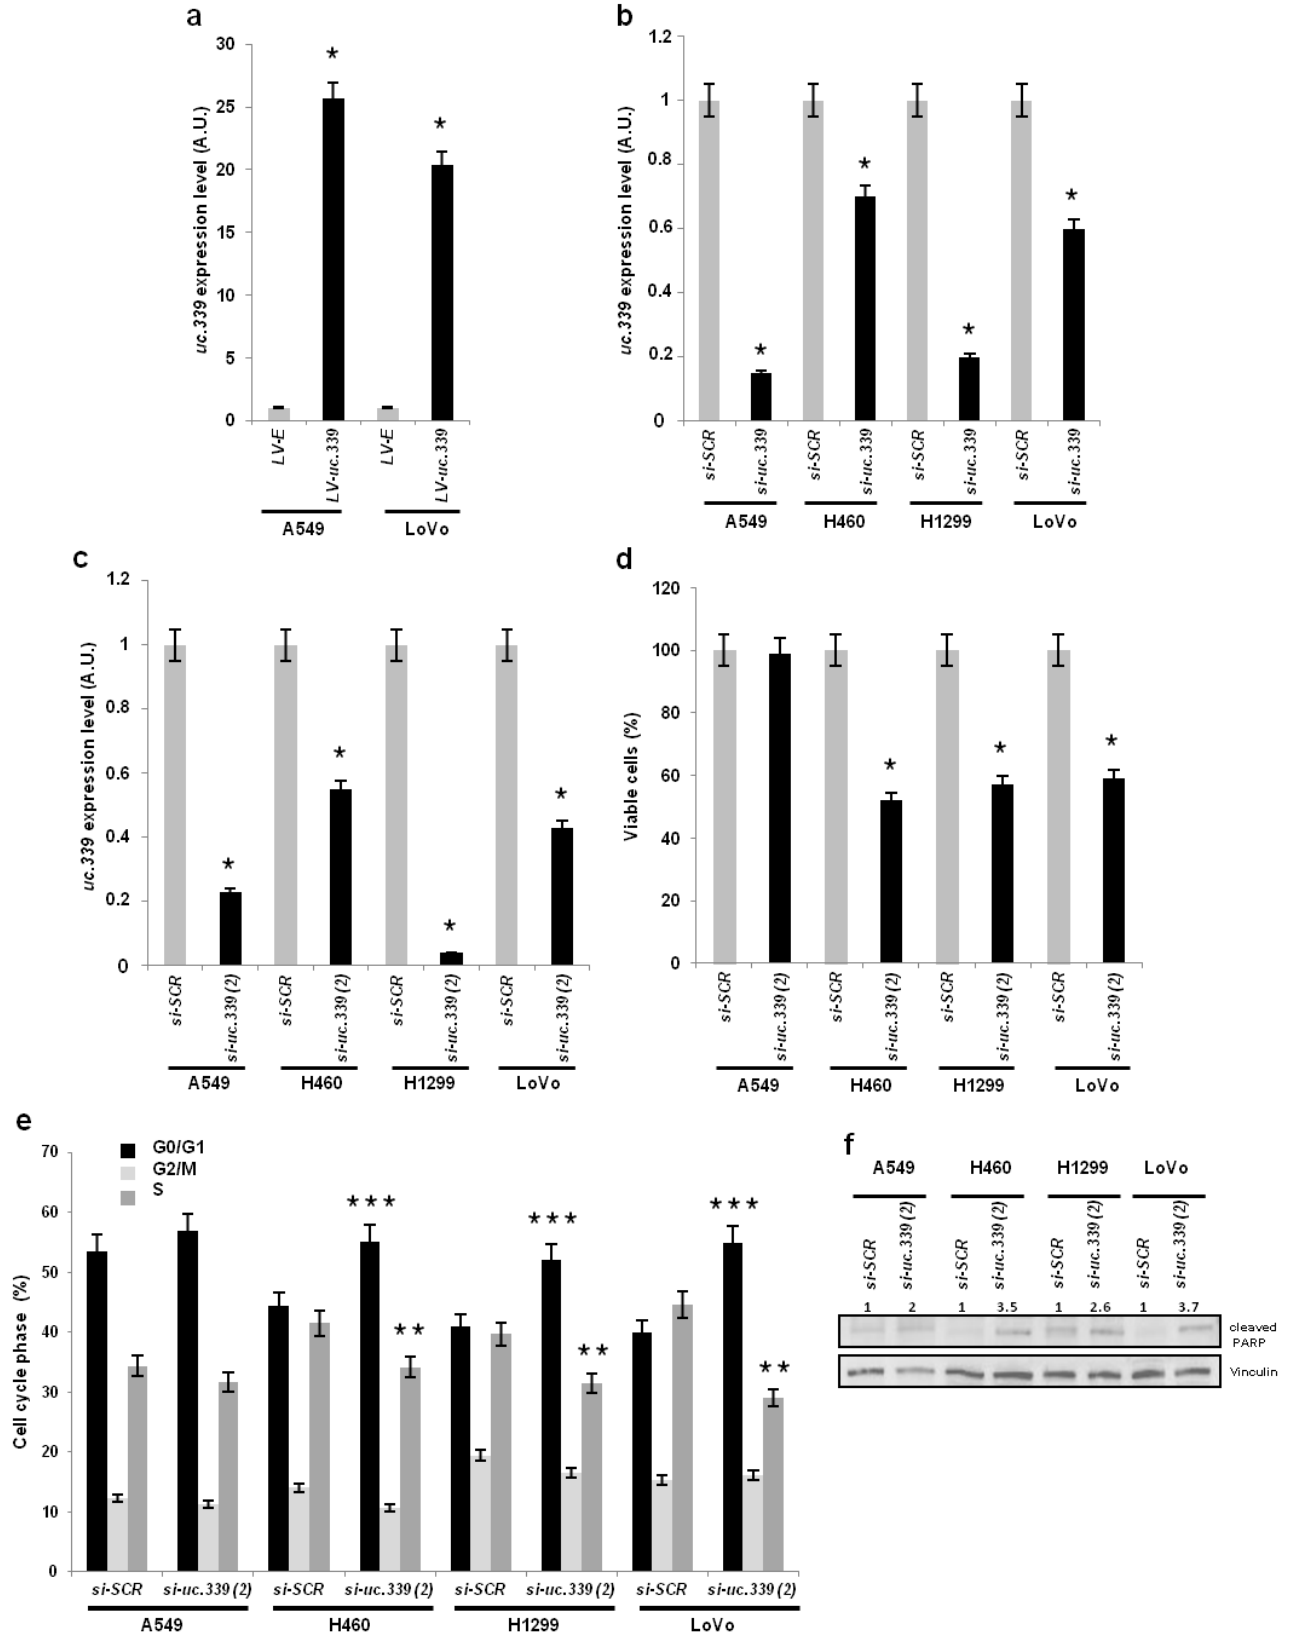 a
uc.339 expression level (A.U.)
30
25
20
15
10
5
0
*
*
LV-E
LV-uc.339
LV-E
LV-uc.339
A549
LoVo
b
uc.339 expression level (A.U.)
1.2
1
0.8
0.6
0.4
0.2
0
*
*
*
*
si-SCR
si-uc.339
si-SCR
si-uc.339
si-SCR
si-uc.339
si-SCR
si-uc.339
A549
H460
H1299
LoVo
c
uc.339 expression level (A.U.)
1.2
1
0.8
0.6
0.4
0.2
0
*
*
*
*
si-SCR
si-uc.339 (2)
si-SCR
si-uc.339 (2)
si-SCR
si-uc.339 (2)
si-SCR
si-uc.339 (2)
A549
H460
H1299
LoVo
d
Viable cells (%)
120
100
80
60
40
20
0
*
*
*
si-SCR
si-uc.339 (2)
si-SCR
si-uc.339 (2)
si-SCR
si-uc.339 (2)
si-SCR
si-uc.339 (2)
A549
H460
H1299
LoVo
e
Cell cycle phase (%)
70
60
50
40
30
20
10
0
G0/G1
G2/M
S
***
**
***
**
***
**
si-SCR
si-uc.339 (2)
si-SCR
si-uc.339 (2)
si-SCR
si-uc.339 (2)
si-SCR
si-uc.339 (2)
A549
H460
H1299
LoVo
f
A549
H460
H1299
LoVo
si-SCR
si-uc.339 (2)
si-SCR
si-uc.339 (2)
si-SCR
si-uc.339 (2)
si-SCR
si-uc.339 (2)
1 2 1 3.5 1 2.6 1 3.7
cleaved
PARP
Vinculin